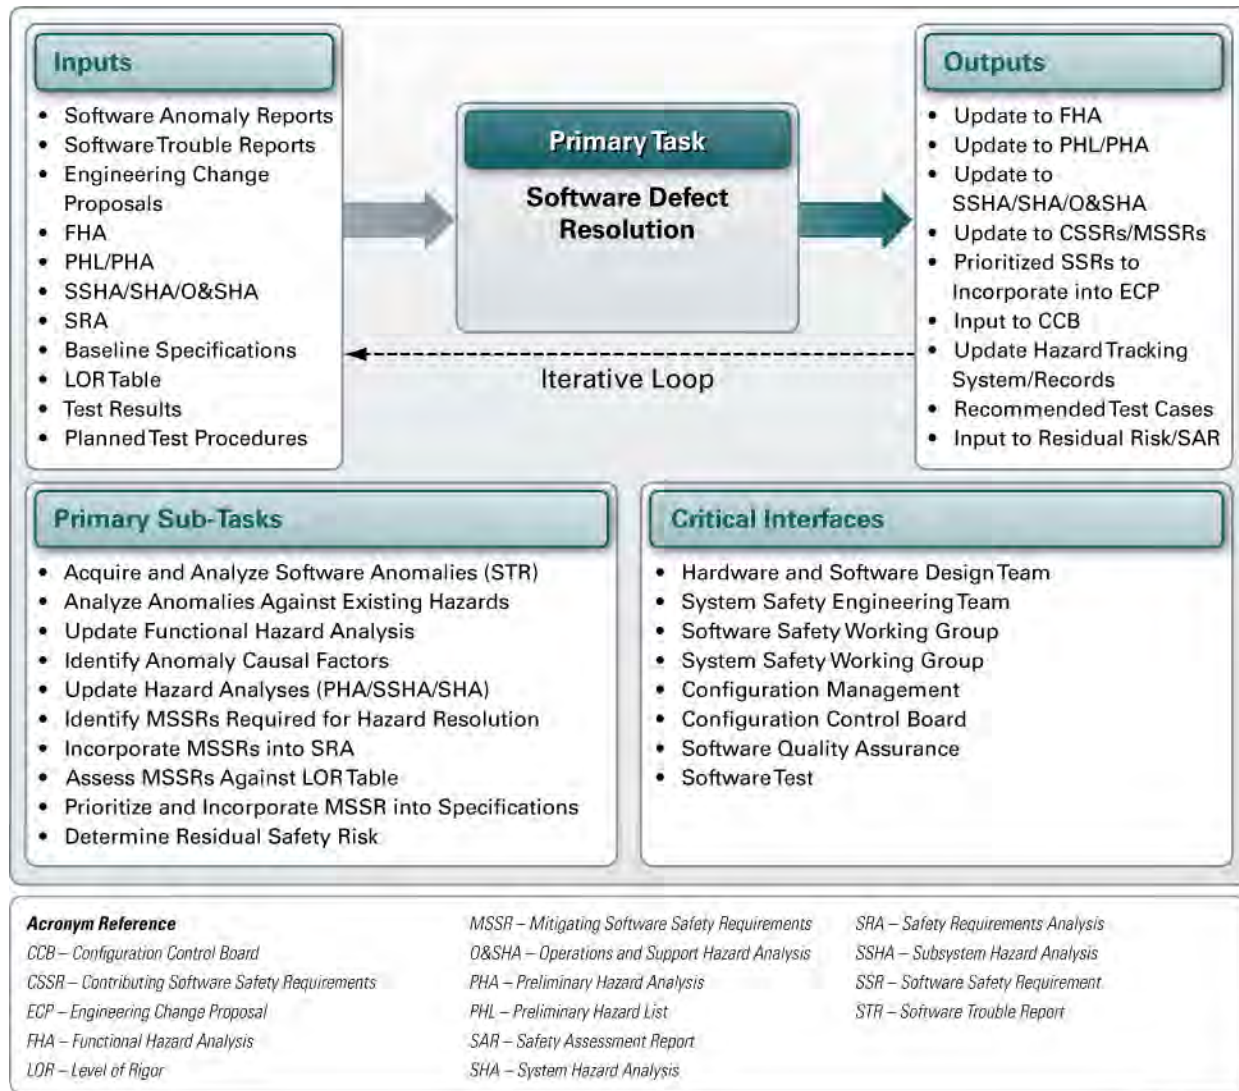 Inputs
• Software Anomaly Reports
• Software Trouble Reports
• Engineering Change
Proposals
• FHA
• PHL/PHA
• SSHA/SHA/O&SHA
• SRA
• Baseline Specifications
• LOR Table
• Test Results
• Planned Test Procedures
Primary Task
Software Defect
Resolution
Iterative Loop
Outputs
• Update to FHA
• Update to PHL/PHA
• Update to
SSHA/SHA/O&SHA
• Update to CSSRs/MSSRs
• Prioritized SSRs to
Incorporate into ECP
• Input to CCB
• Update Hazard Tracking
System/Records
• Recommended Test Cases
• Input to Residual Risk/SAR
Primary Sub-Tasks
• Acquire and Analyze Software Anomalies (STR)
• Analyze Anomalies Against Existing Hazards
• Update Functional Hazard Analysis
• Identify Anomaly Causal Factors
• Update Hazard Analyses (PHA/SSHA/SHA)
• Identify MSSRs Required for Hazard Resolution
• Incorporate MSSRs into SRA
• Assess MSSRs Against LOR Table
• Prioritize and Incorporate MSSR into Specifications
• Determine Residual Safety Risk
Critical Interfaces
• Hardware and Software Design Team
• System Safety Engineering Team
• Software Safety Working Group
• System Safety Working Group
• Configuration Management
• Configuration Control Board
• Software Quality Assurance
• Software Test
Acronym Reference
CCB – Configuration Control Board
CSSR – Contributing Software Safety Requirements
ECP – Engineering Change Proposal
FHA – Functional Hazard Analysis
LOR – Level of Rigor
MSSR – Mitigating Software Safety Requirements
O&SHA – Operations and Support Hazard Analysis
PHA – Preliminary Hazard Analysis
PHL – Preliminary Hazard List
SAR – Safety Assessment Report
SHA – System Hazard Analysis
SRA – Safety Requirements Analysis
SSHA – Subsystem Hazard Analysis
SSR – Software Safety Requirement
STR – Software Trouble Report